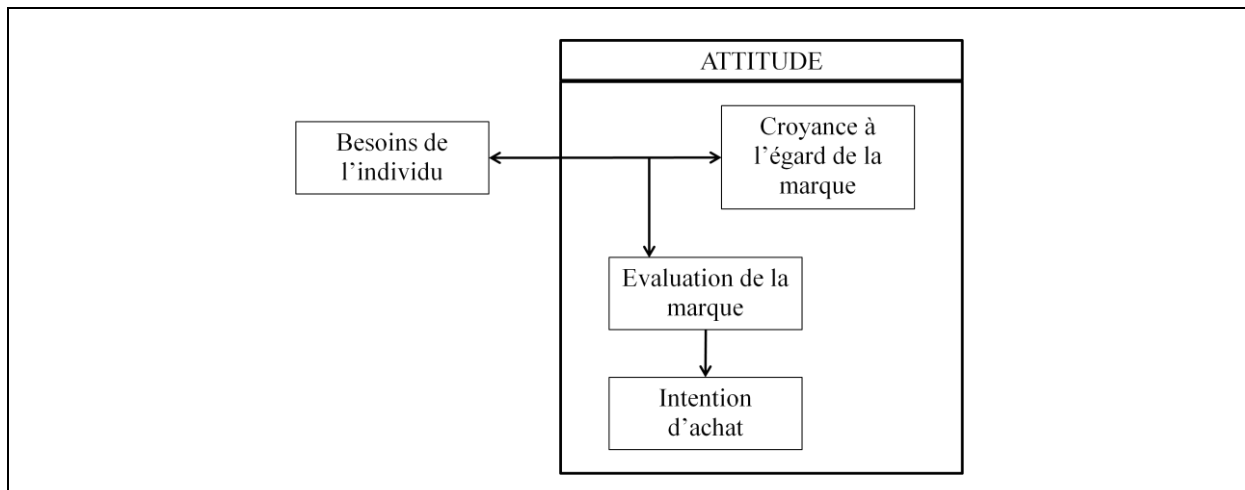 ATTITUDE
Besoins de
l’individu
Croyance à
l’égard de la
marque
Evaluation de la
marque
Intention
d’achat